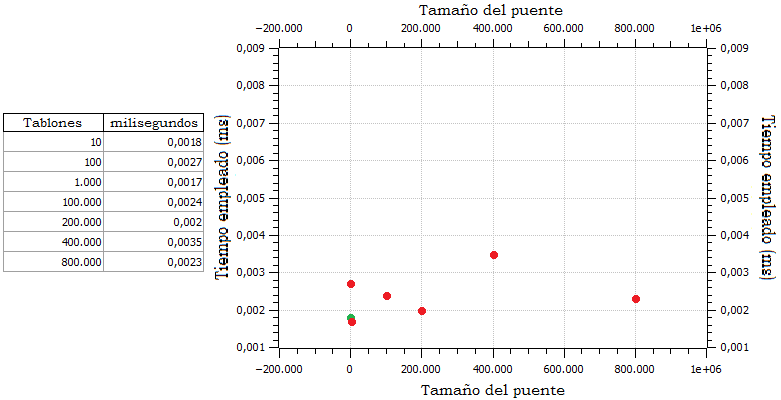 Tamaño del puente
−200.000 0 200.000 400.000 600.000 800.000 1e+06
Tablones milisegundos
10 0,0018
100 0,0027
1.000 0,0017
100.000 0,0024
200.000 0,002
400.000 0,0035
800.000 0,0023
Tiempo empleado (ms)
0,009 0,009
0,008 0,008
0,007 0,007
0,006 0,006
0,005 0,005
0,004 0,004
0,003 0,003
0,002 0,002
0,001 0,001
Tiempo empleado (ms)
−200.000 0 200.000 400.000 600.000 800.000 1e+06
Tamaño del puente